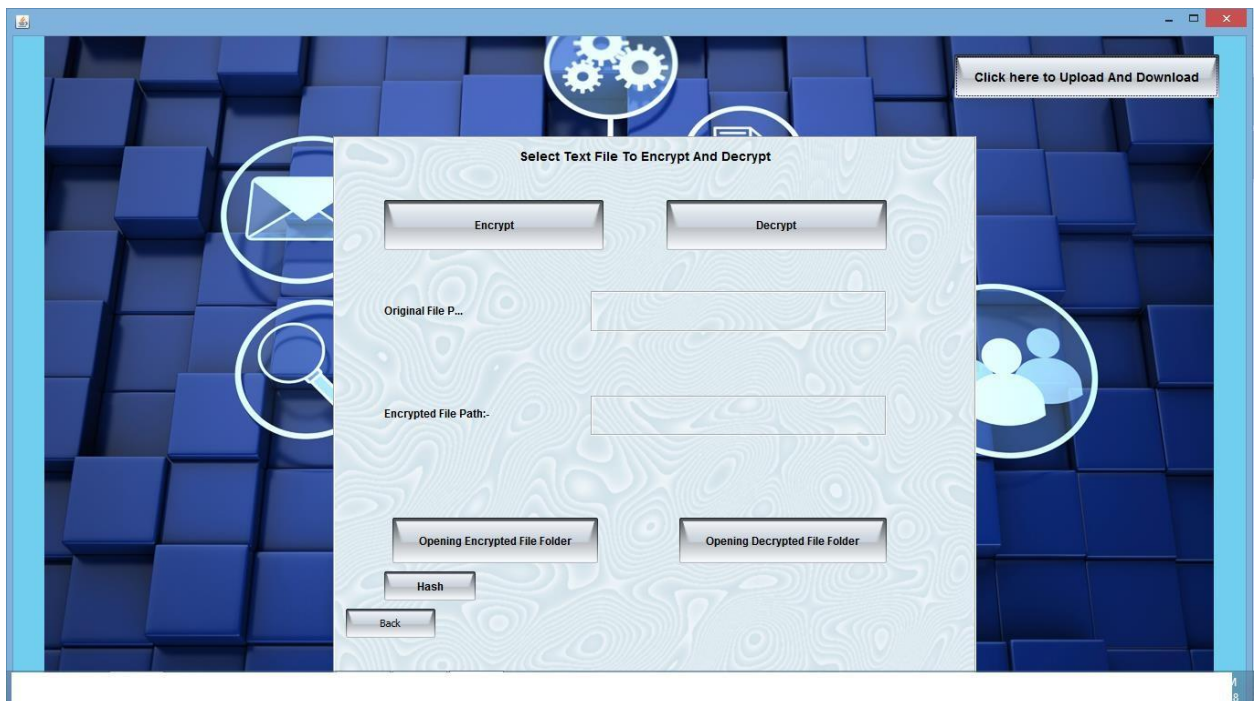 Click here to Upload And Download
Select Text File To Encrypt And Decrypt
Encrypt
Decrypt
Original File P...
Encrypted File Path:-
Opening Encrypted File Folder
Opening Decrypted File Folder
Hash
Back